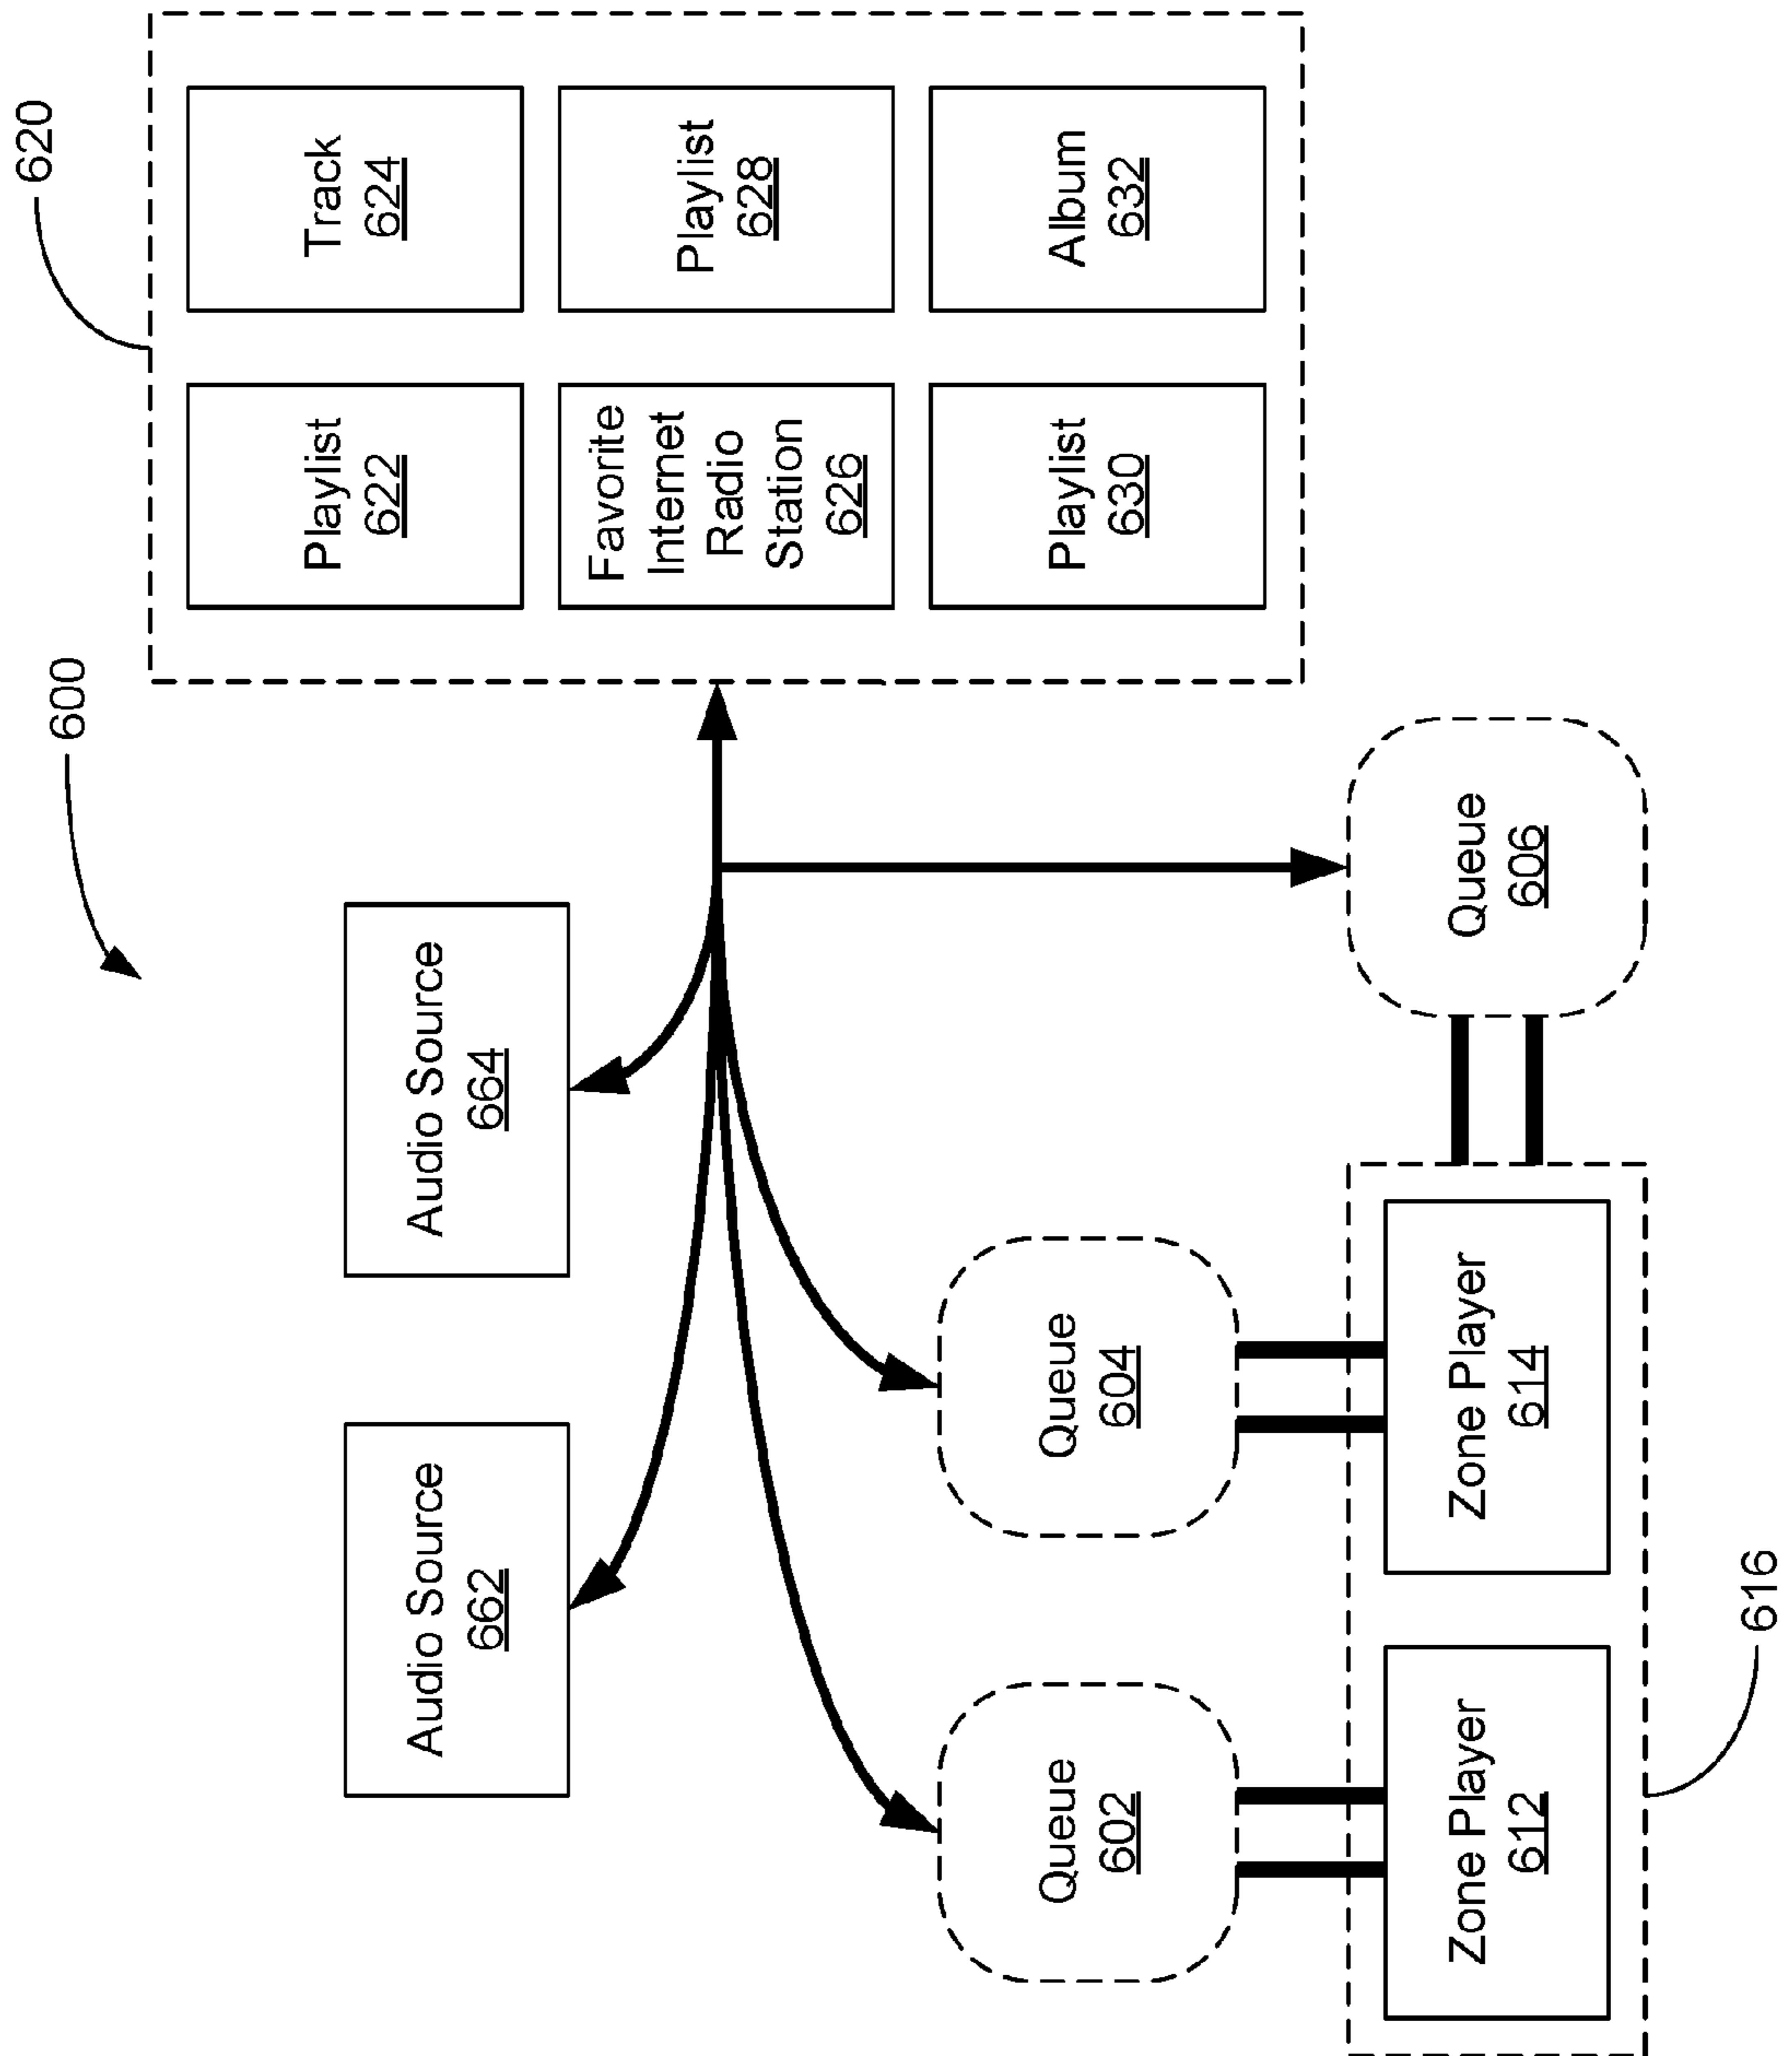 600
620
Audio Source
662
Audio Source
664
Playlist
622
Track
624
Favorite
Internet
Radio
Station
626
Playlist
628
Playlist
630
Album
632
Queue
602
Queue
604
Queue
606
Zone Player
612
Zone Player
614
616